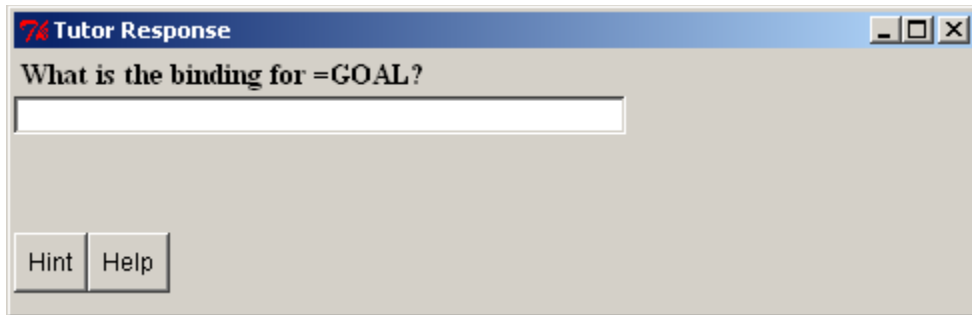 Tutor Response
What is the binding for =GOAL?
Hint Help